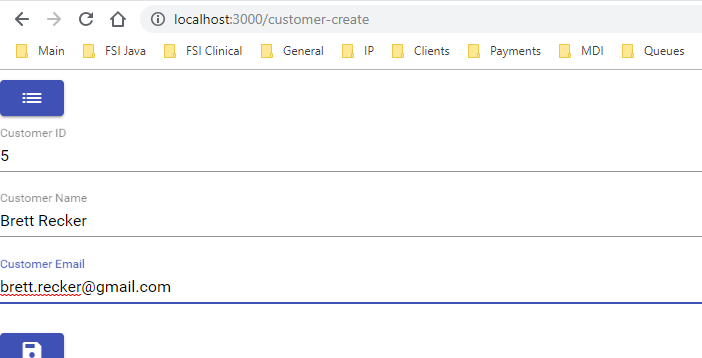 localhost:3000/customer-create
Main FSI Java FSI Clinical General IP Clients Payments MDI Queues
Customer ID
5
Customer Name
Brett Recker
Customer Email
brett.recker@gmail.com